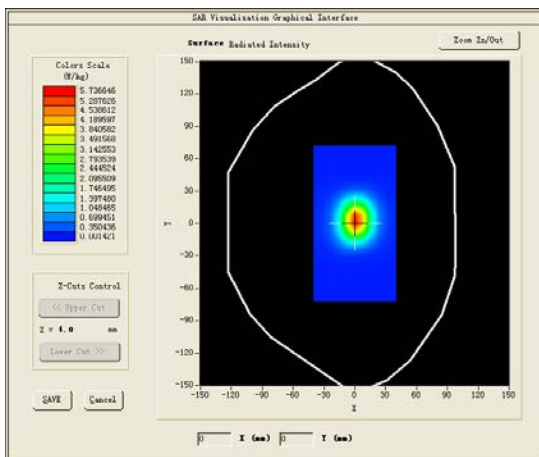 SAR Visualisation Graphical Interface
Surface Radiated Intensity
Zoom In/Out
Colors Scale
(W/kg)
5.736646
5.287626
4.538612
4.189597
3.840582
3.491568
3.142553
2.793539
2.444524
2.095509
1.746495
1.397480
1.048465
0.699451
0.350436
0.001421
150
120
90
60
30
0
-30
-60
-90
-120
-150
Y
-150 -120 -90 -60 -30 0 30 60 90 120 150
X
Z-Cuts Control
<< Upper Cut
Z = 4.0 mm
Lower Cut >>
SAVE Cancel
0 X (mm) 0 Y (mm)